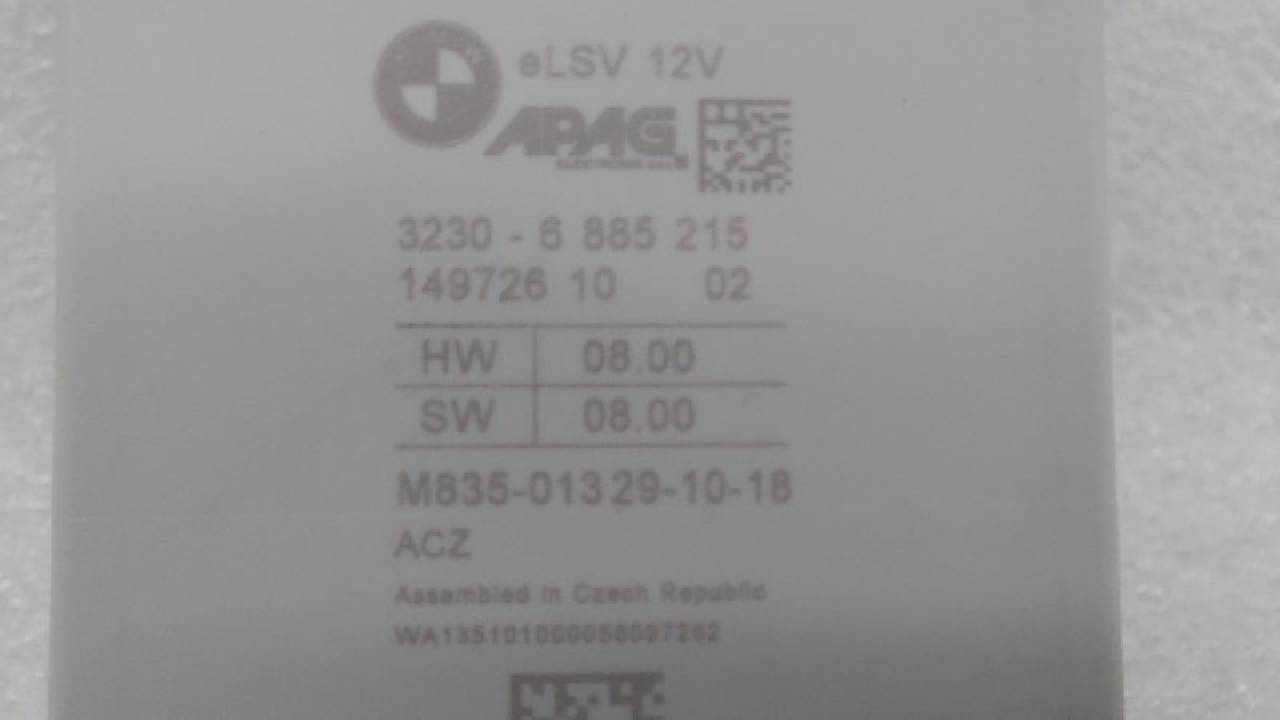 eLSV 12V
APAG
3230 - 6 885 215
149726 10 02
HW 08.00
SW 08.00
M835-013 29-10-18
ACZ
Assembled in Czech Republic